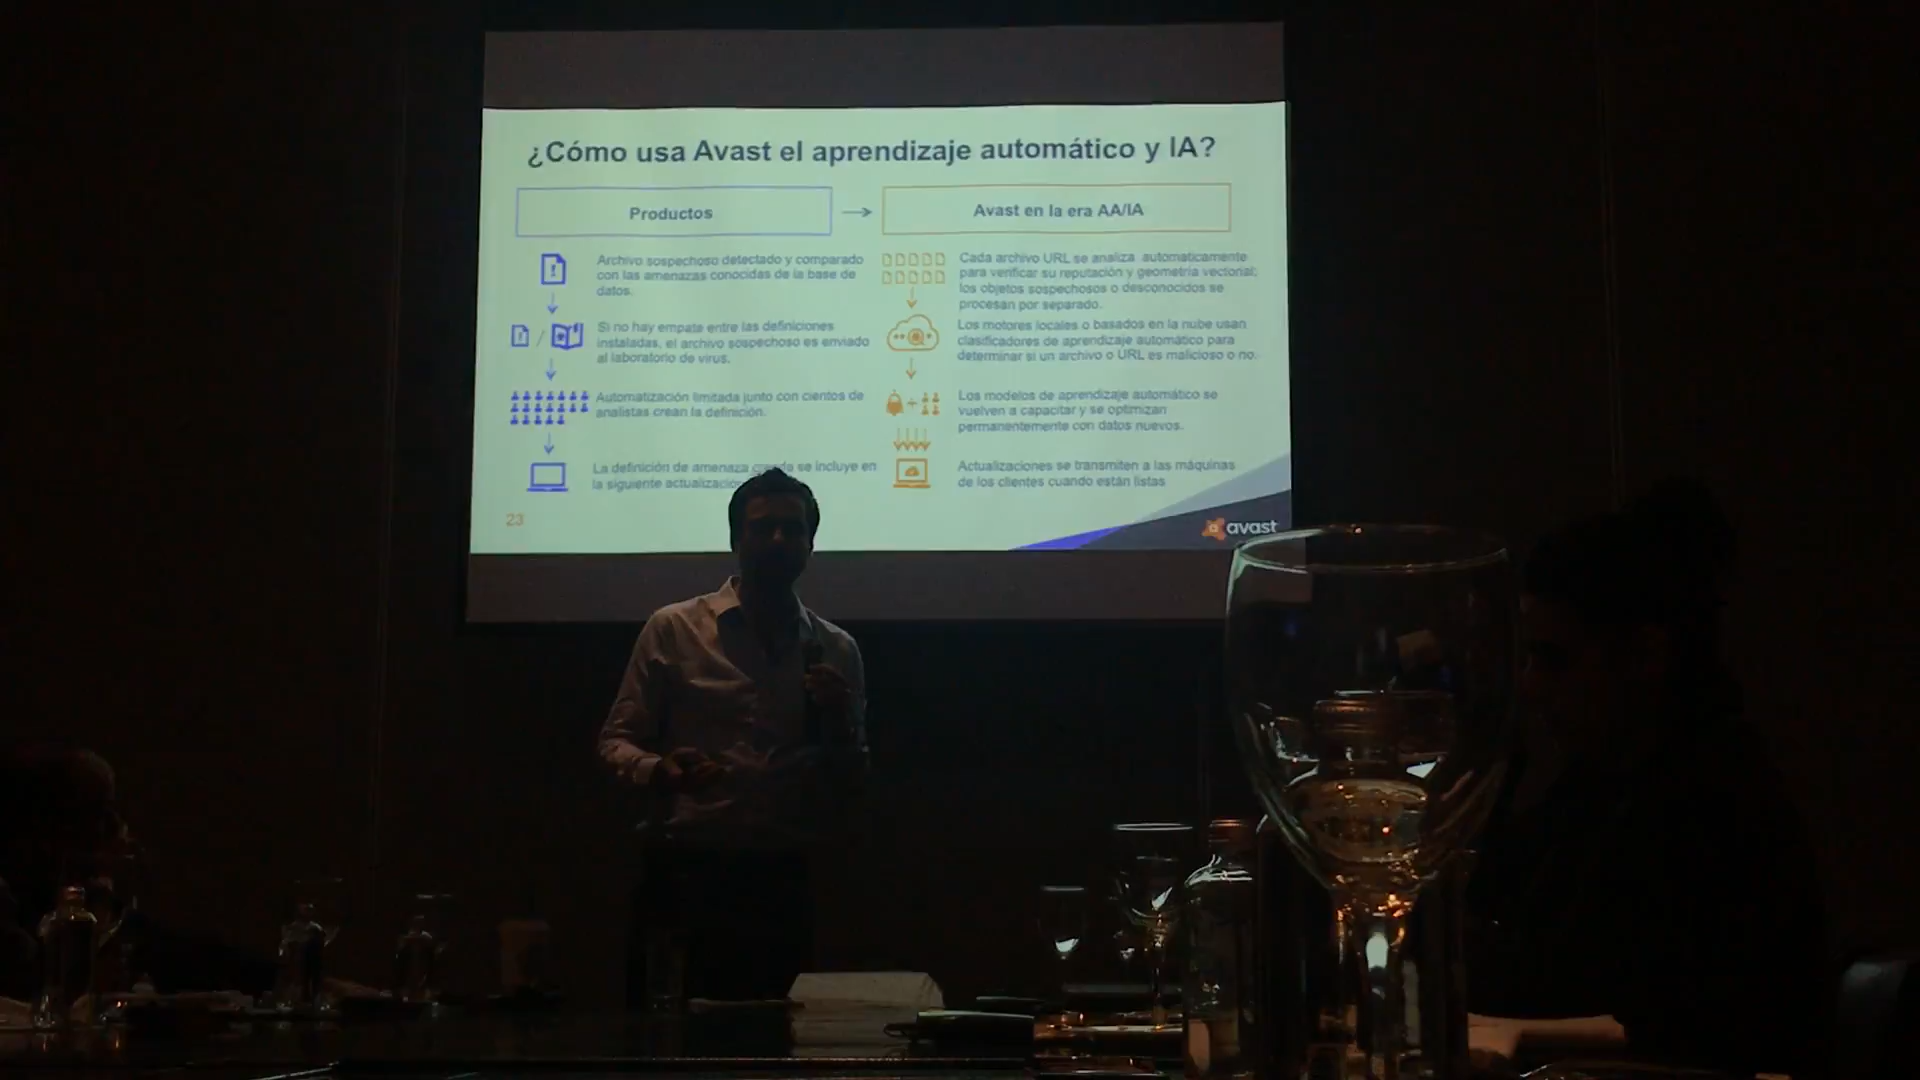 ¿Cómo usa Avast el aprendizaje automático y IA?
Productos
Archivo sospechoso detectado y comparado
con las amenazas conocidas de la base de
datos.
Si no hay empate entre las definiciones
instaladas, el archivo sospechoso es enviado
al laboratorio de virus.
Automatización limitada junto con cientos de
analistas crean la definición.
La definición de amenaza se incluye en
la siguiente actualización
Avast en la era AA/IA
Cada archivo URL se analiza automaticamente
para verificar su reputación y geometría vectorial;
los objetos sospechosos o desconocidos se
procesan por separado.
Los motores locales o basados en la nube usan
clasificadores de aprendizaje automático para
determinar si un archivo o URL es malicioso o no.
Los modelos de aprendizaje automático se
vuelven a capacitar y se optimizan
permanentemente con datos nuevos.
Actualizaciones se transmiten a las máquinas
de los clientes cuando están listas
23
avast